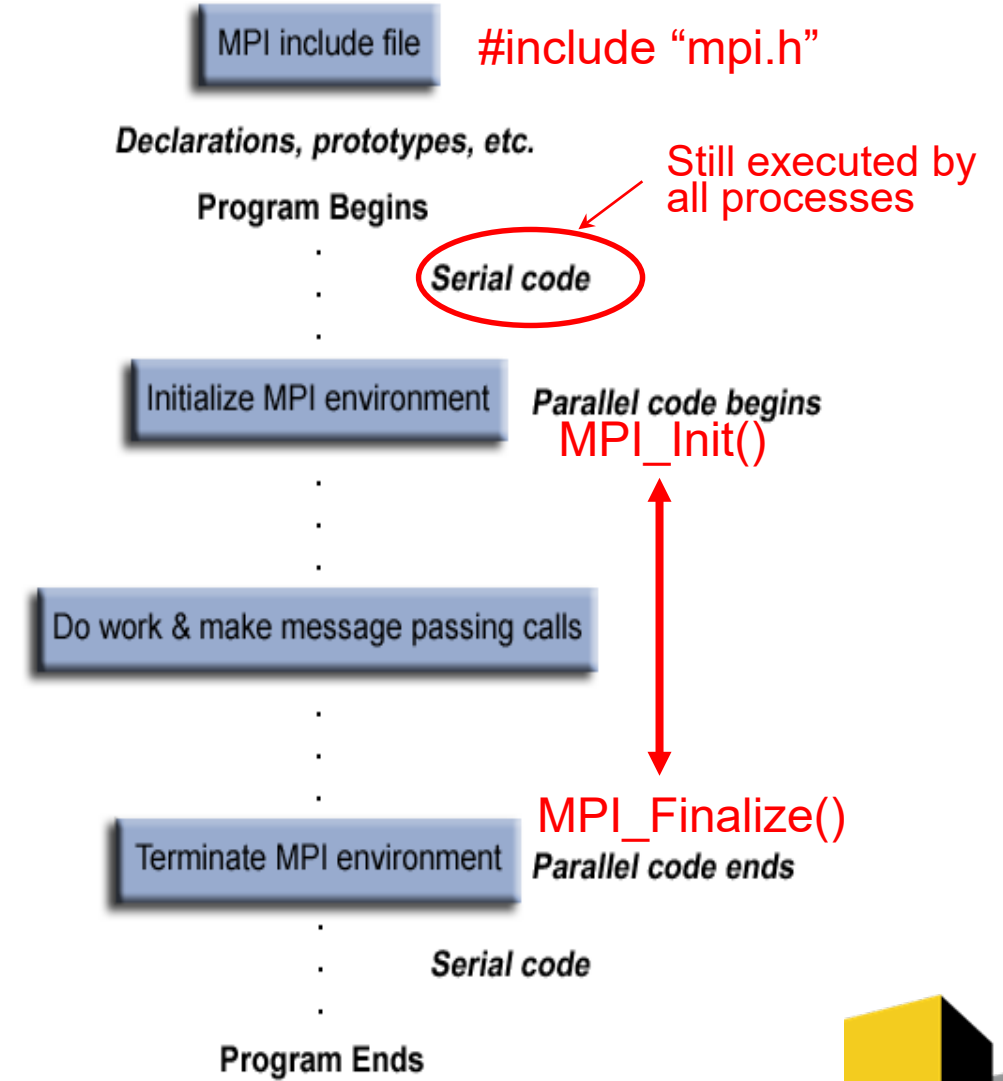 MPI include file #include “mpi.h”
Declarations, prototypes, etc.
Still executed by
all processes
Program Begins
Serial code
Initialize MPI environment
Parallel code begins
MPI_Init()
Do work & make message passing calls
MPI_Finalize()
Terminate MPI environment
Parallel code ends
Serial code
Program Ends